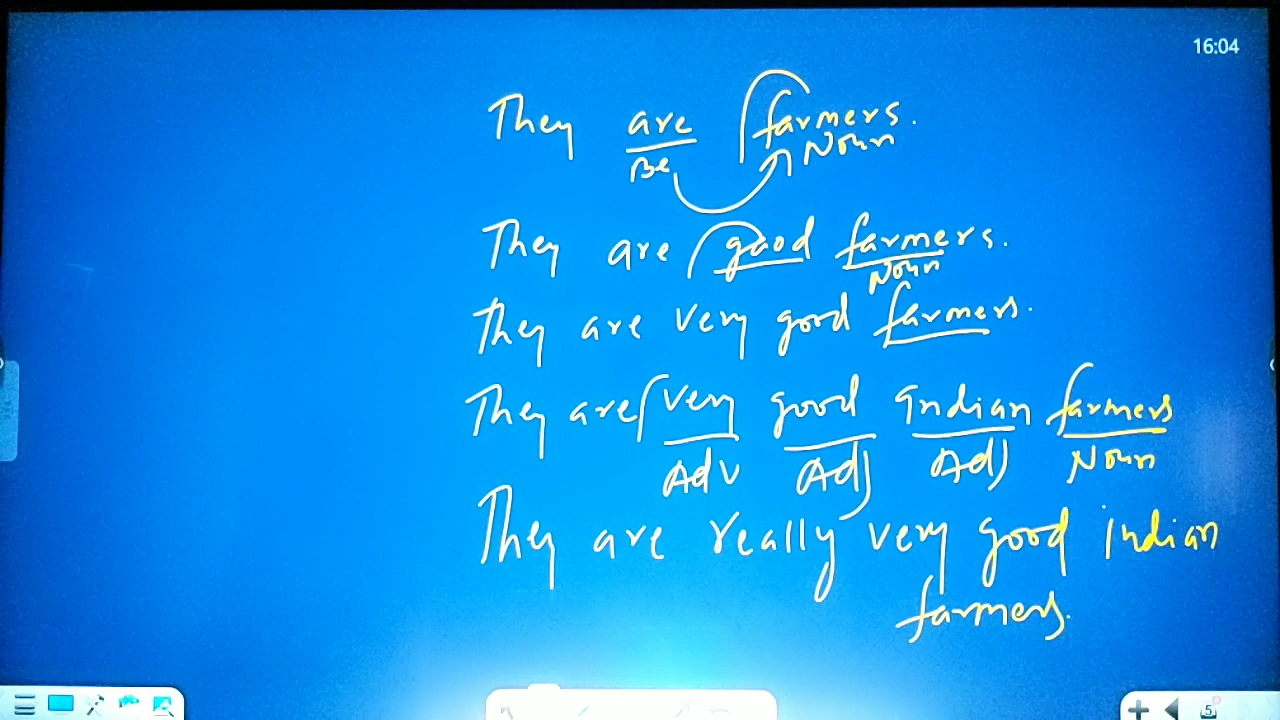 16:04
They are farmers.
Be Noun
They are good farmers.
Noun
They are very good farmers.
They are very good Indian farmers
Adv Adj Adj Noun
They are really very good indian
farmers.
5